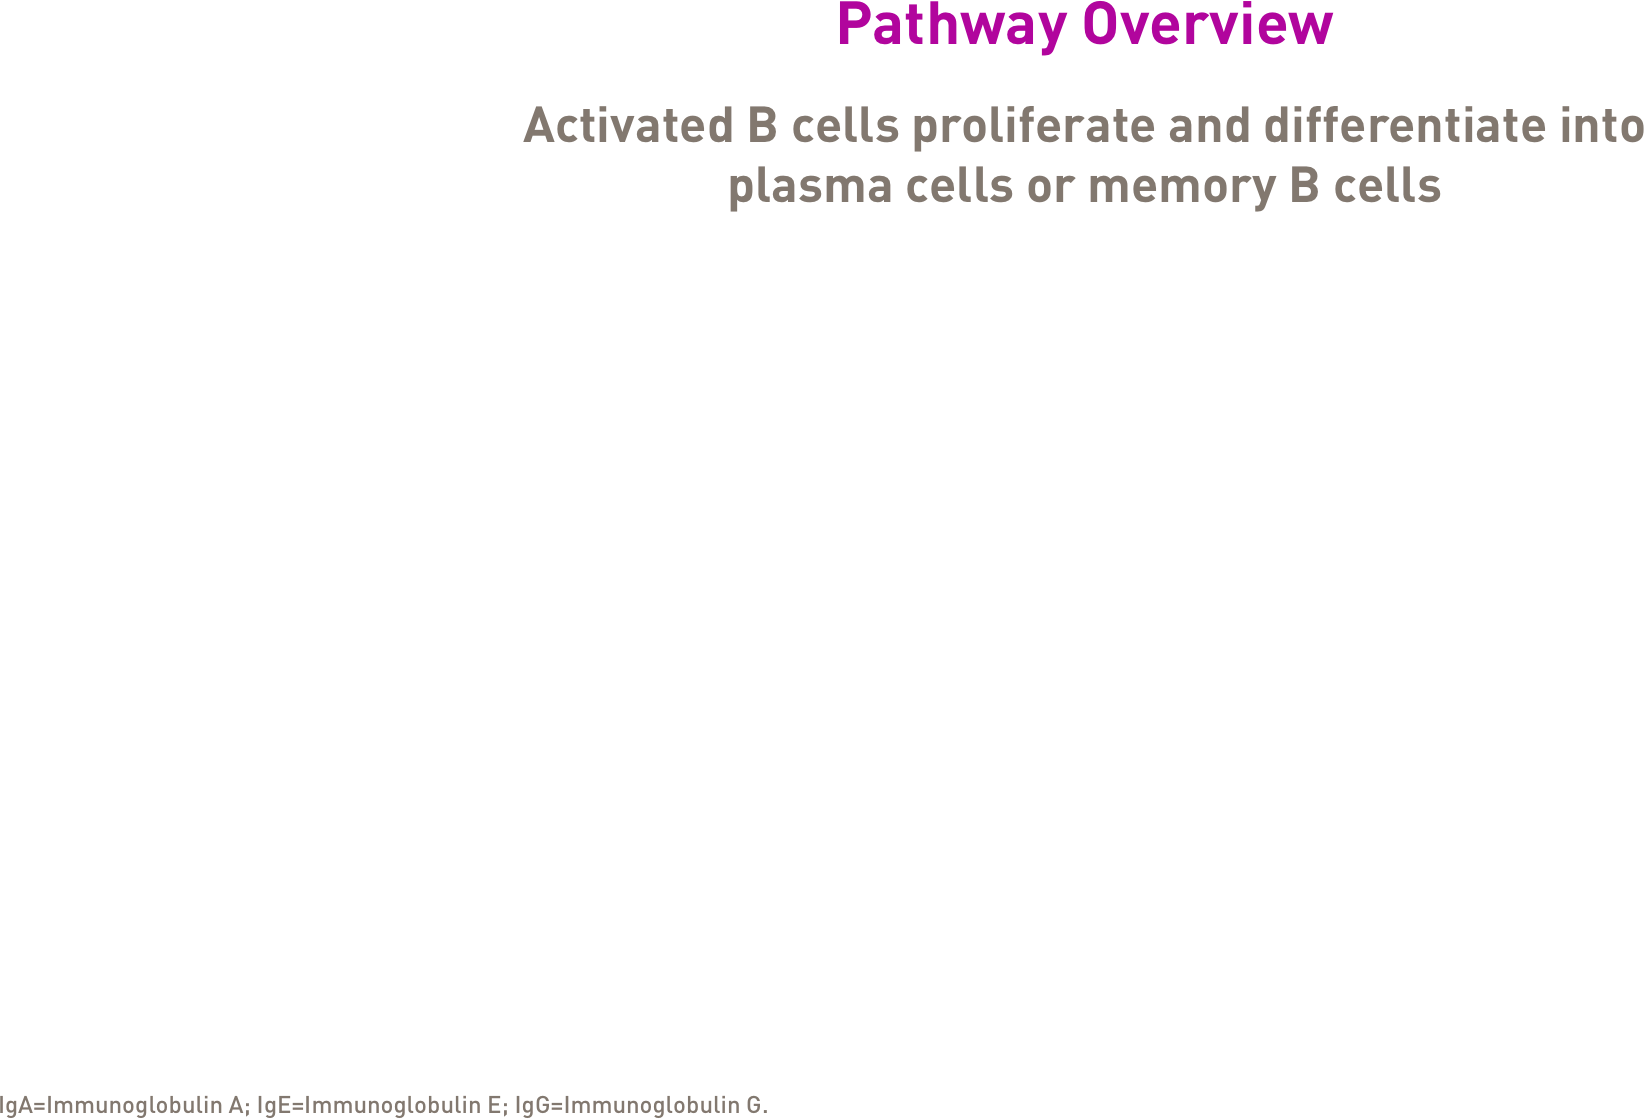 Pathway Overview
Activated B cells proliferate and differentiate into
plasma cells or memory B cells
IgA=Immunoglobulin A; IgE=Immunoglobulin E; IgG=Immunoglobulin G.